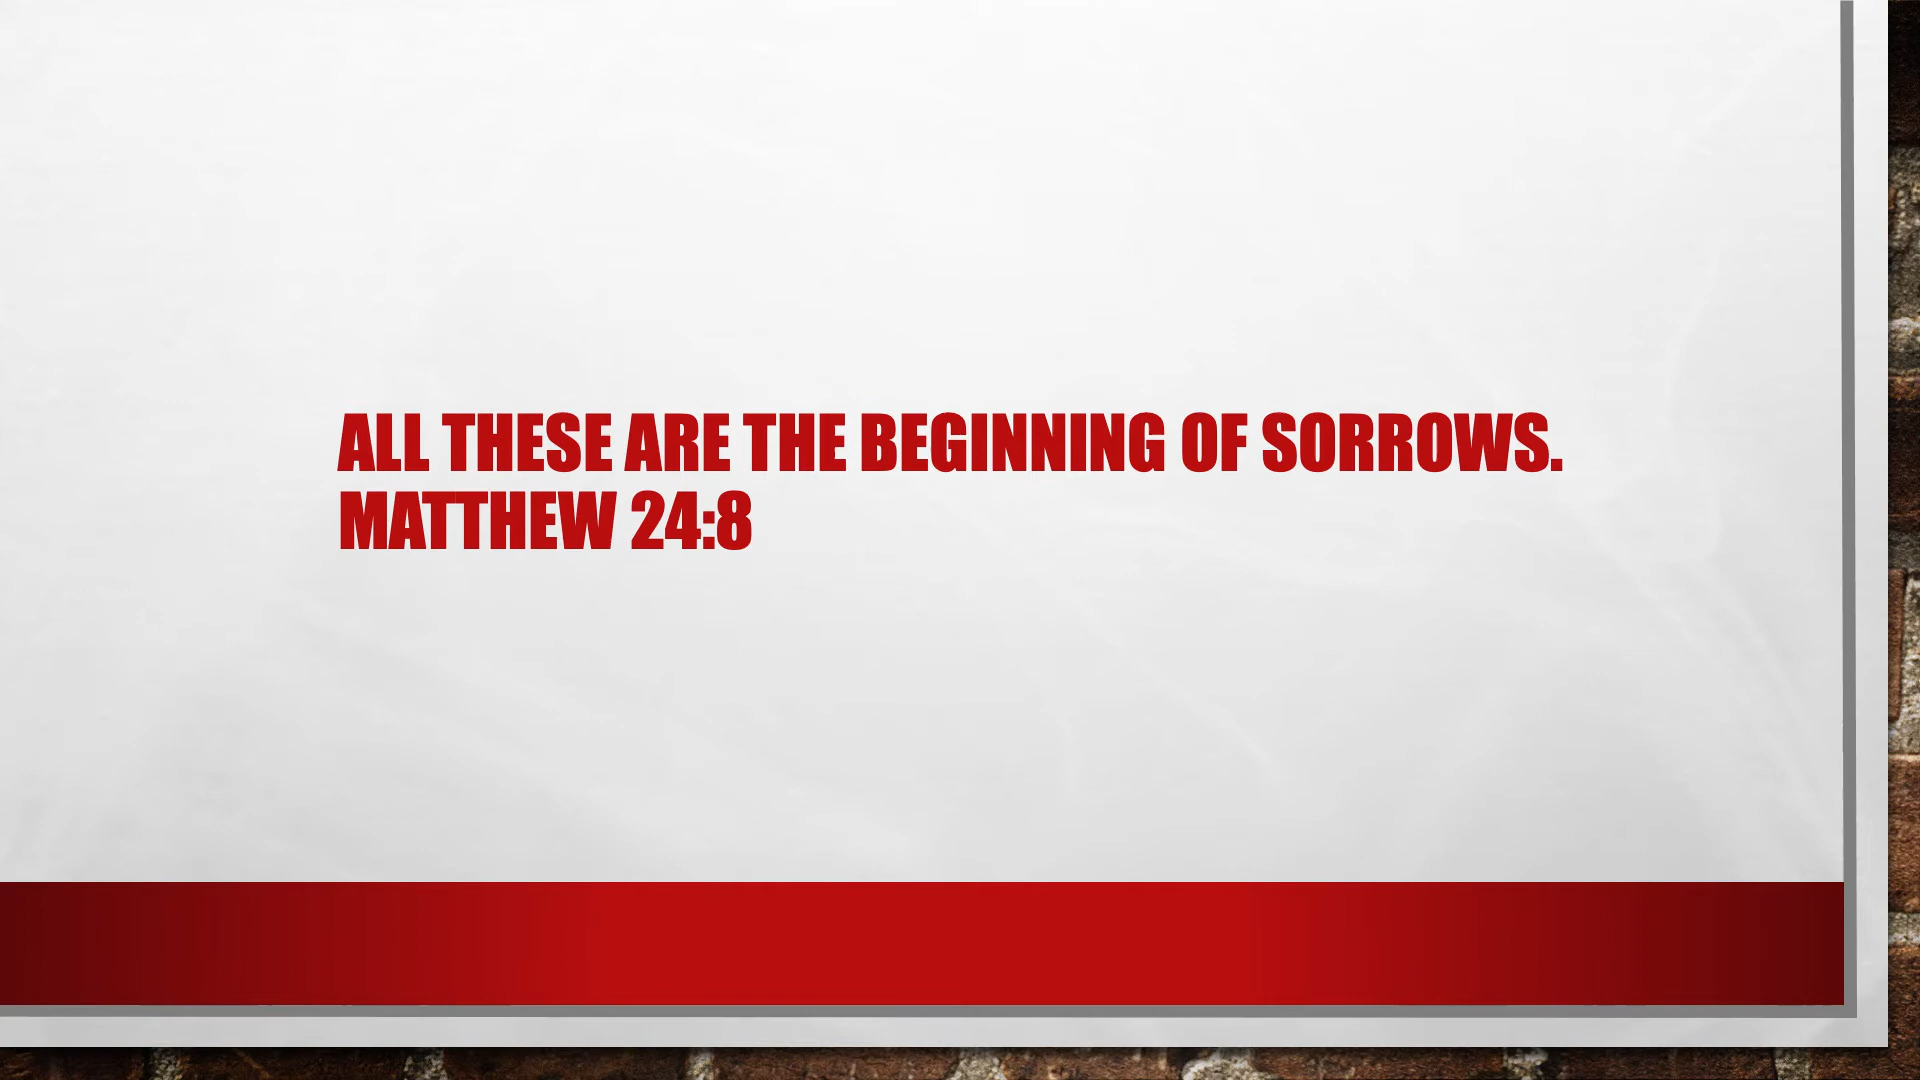 ALL THESE ARE THE BEGINNING OF SORROWS.
MATTHEW 24:8